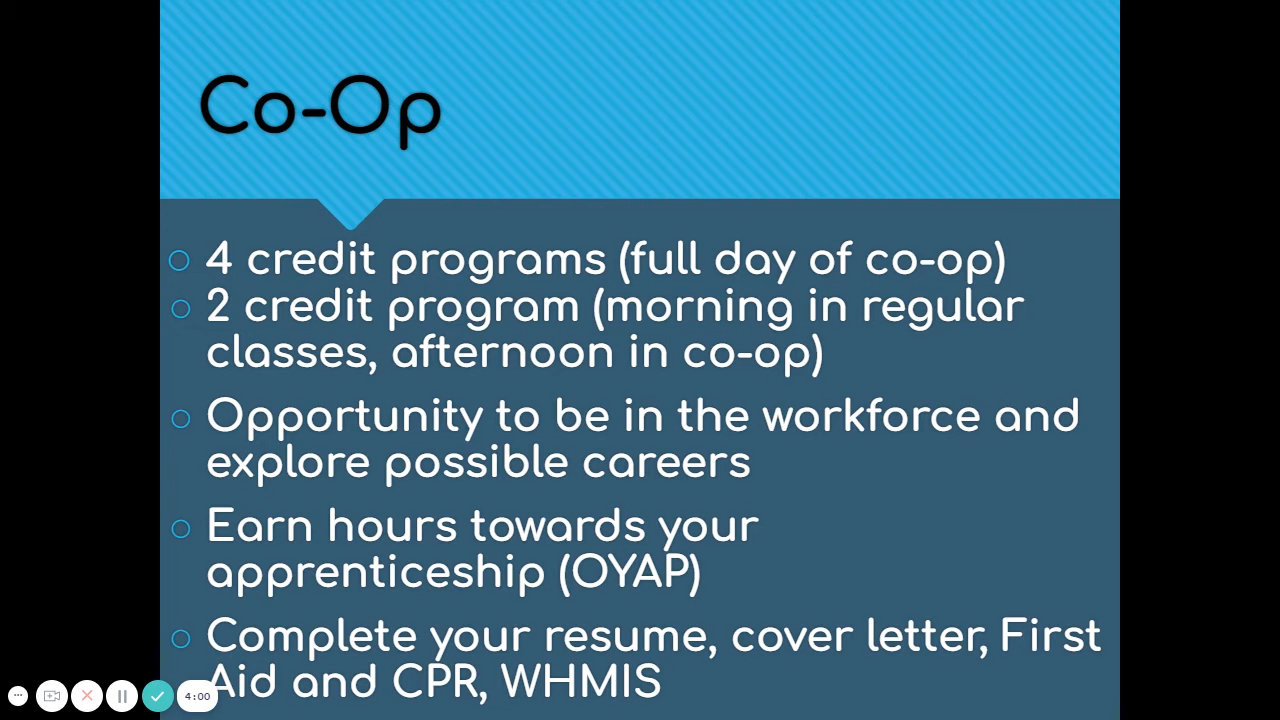 Co-Op
4 credit programs (full day of co-op)
2 credit program (morning in regular
classes, afternoon in co-op)
Opportunity to be in the workforce and
explore possible careers
Earn hours towards your
apprenticeship (OYAP)
Complete your resume, cover letter, First
Aid and CPR, WHMIS
4:00